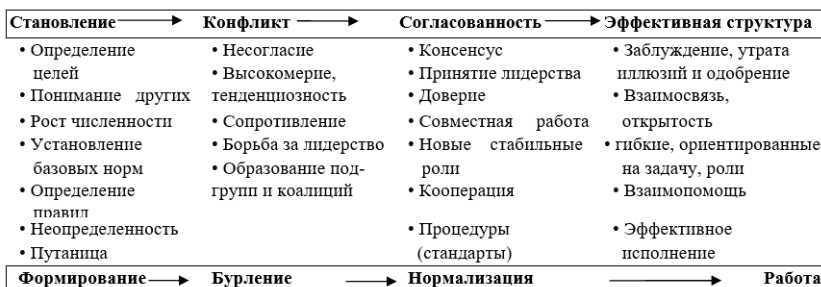 Становление Конфликт Согласованность Эффективная структура
• Определение целей
• Понимание других
• Рост численности
• Установление базовых норм
• Определение правил
• Неопределенность
• Путаница
• Несогласие
• Высокомерие, тенденциозность
• Сопротивление
• Борьба за лидерство
• Образование под-
групп и коалиций
• Консенсус
• Принятие лидерства
• Доверие
• Совместная работа
• Новые стабильные роли
• Кооперация
• Процедуры (стандарты)
• Заблуждение, утрата иллюзий и одобрение
• Взаимосвязь, открытость
• гибкие, ориентированные на задачу, роли
• Взаимопомощь
• Эффективное исполнение
Формирование Бурление Нормализация Работа